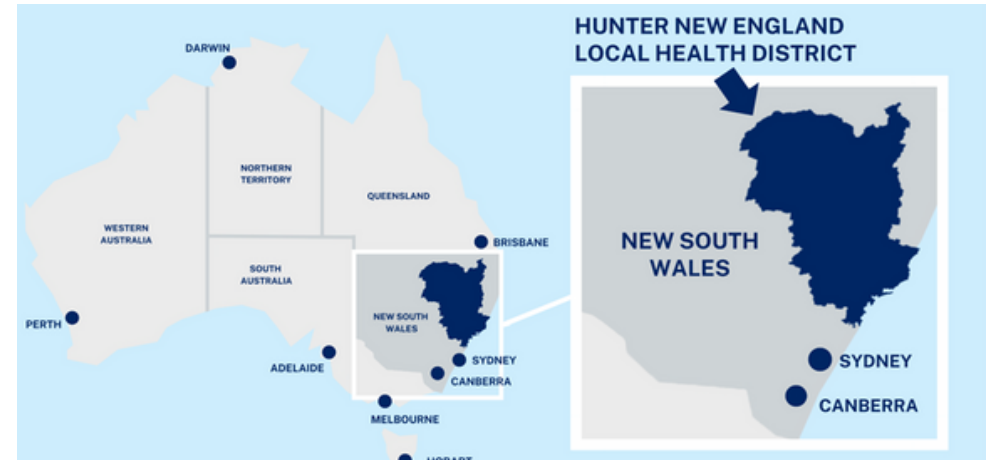 HUNTER NEW ENGLAND
LOCAL HEALTH DISTRICT
DARWIN
NORTHERN
TERRITORY
QUEENSLAND
WESTERN
AUSTRALIA
BRISBANE
SOUTH
AUSTRALIA
NEW SOUTH
WALES
PERTH
ADELAIDE
SYDNEY
CANBERRA
MELBOURNE
NEW SOUTH
WALES
SYDNEY
CANBERRA